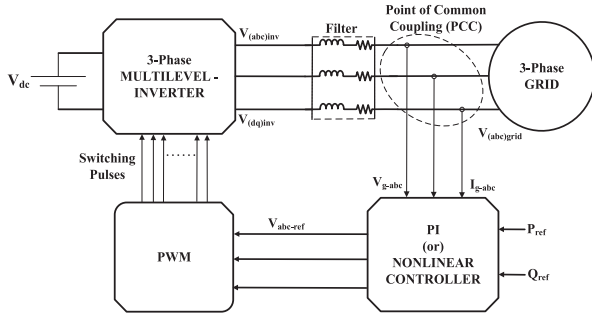 Point of Common
Coupling (PCC)
V(abc)inv
Filter
3-Phase
MULTILEVEL -
INVERTER
Vdc
3-Phase
GRID
V(dq)inv
V(abc)grid
Switching
Pulses
......
Vg-abc
Ig-abc
Vabc-ref
PWM
PI
(or)
NONLINEAR
CONTROLLER
Pref
Qref